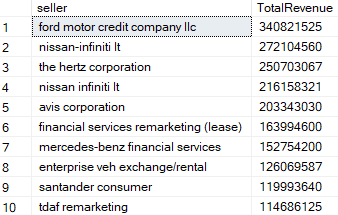 seller TotalRevenue
1 ford motor credit company llc 340821525
2 nissan-infiniti lt 272104560
3 the hertz corporation 250703067
4 nissan infiniti lt 216158321
5 avis corporation 203343030
6 financial services remarketing (lease) 163994600
7 mercedes-benz financial services 152754200
8 enterprise veh exchange/rental 126069587
9 santander consumer 119993640
10 tdaf remarketing 114686125